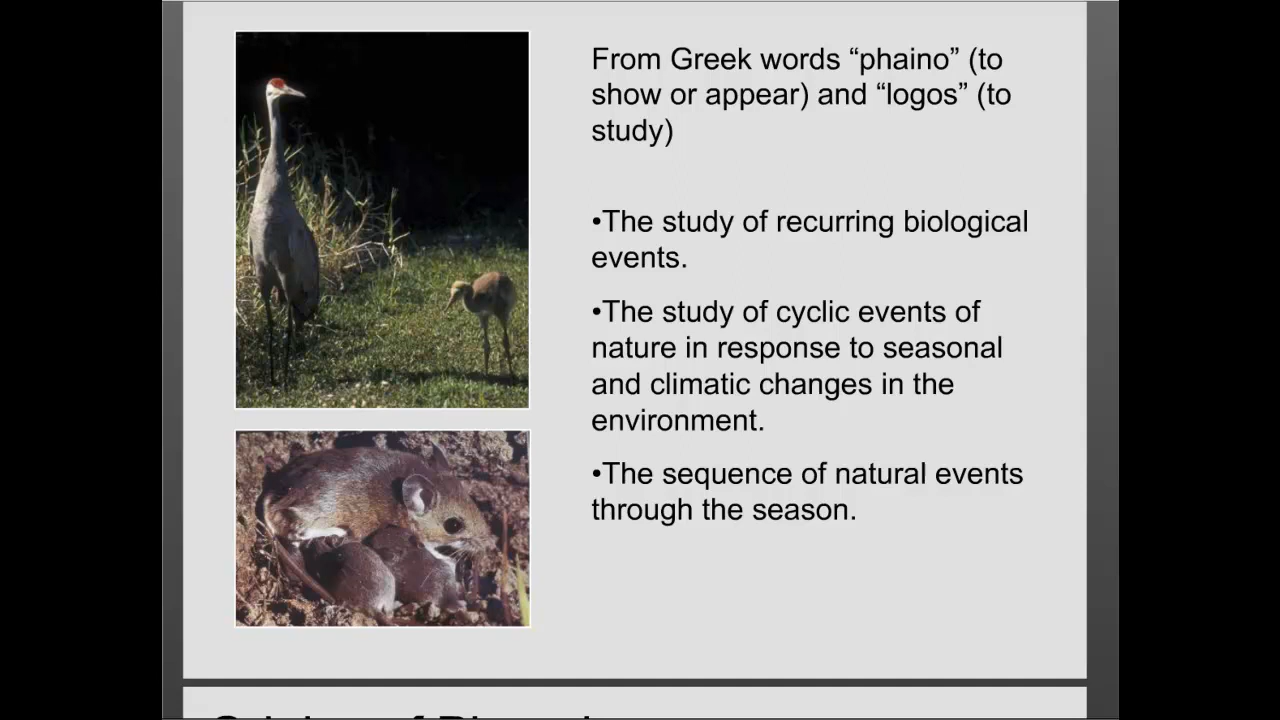 From Greek words “phaino” (to
show or appear) and “logos” (to
study)
•The study of recurring biological
events.
•The study of cyclic events of
nature in response to seasonal
and climatic changes in the
environment.
•The sequence of natural events
through the season.